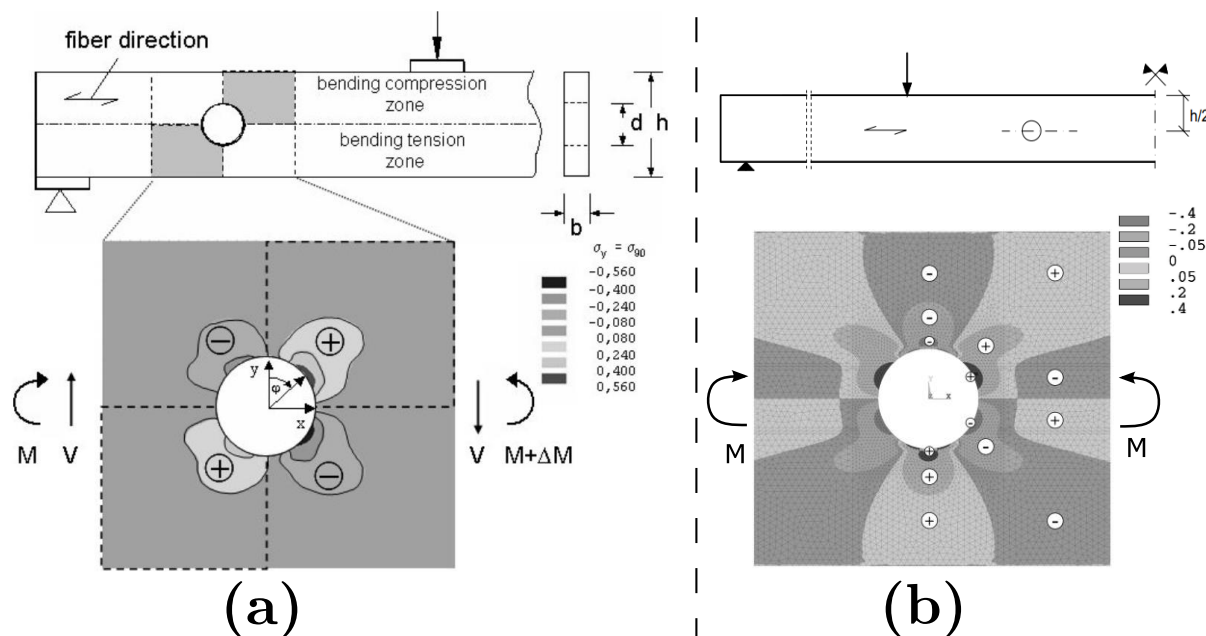 fiber direction
bending compression
zone
bending tension
zone
d
h
b
σy = σ90
-0,560
-0,400
-0,240
-0,080
0,080
0,240
0,400
0,560
−
+
y
φ
x
+
−
M
V
V
M+ΔM
(a)
h/2
-.4
-.2
-.05
0
.05
.2
.4
-
+
-
-
+
+
-
+
-
+
-
+
+
-
Y
X
X
M
M
(b)